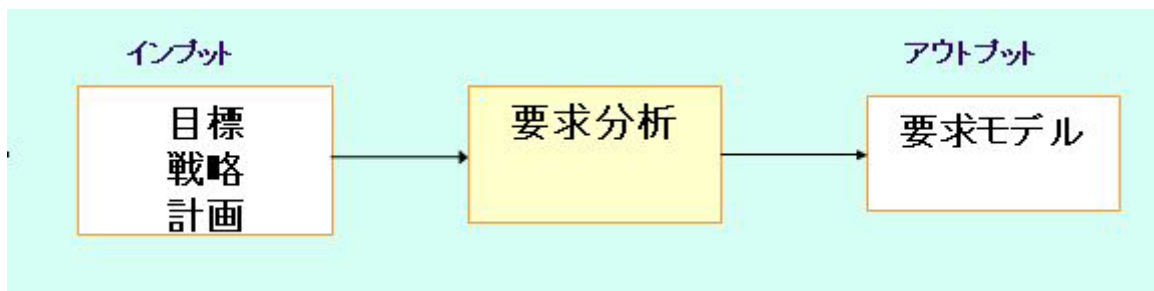 インプット
アウトプット
目標
戦略
計画
要求分析
要求モデル